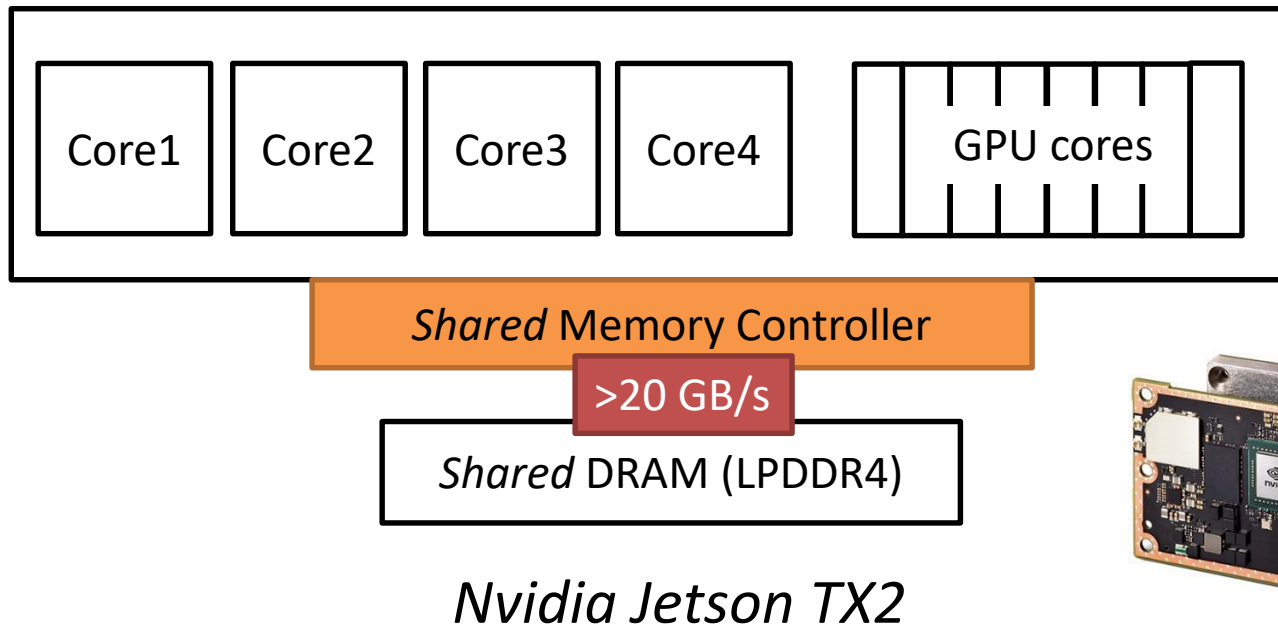 Core1
Core2
Core3
Core4
GPU cores
Shared Memory Controller
>20 GB/s
Shared DRAM (LPDDR4)
Nvidia Jetson TX2